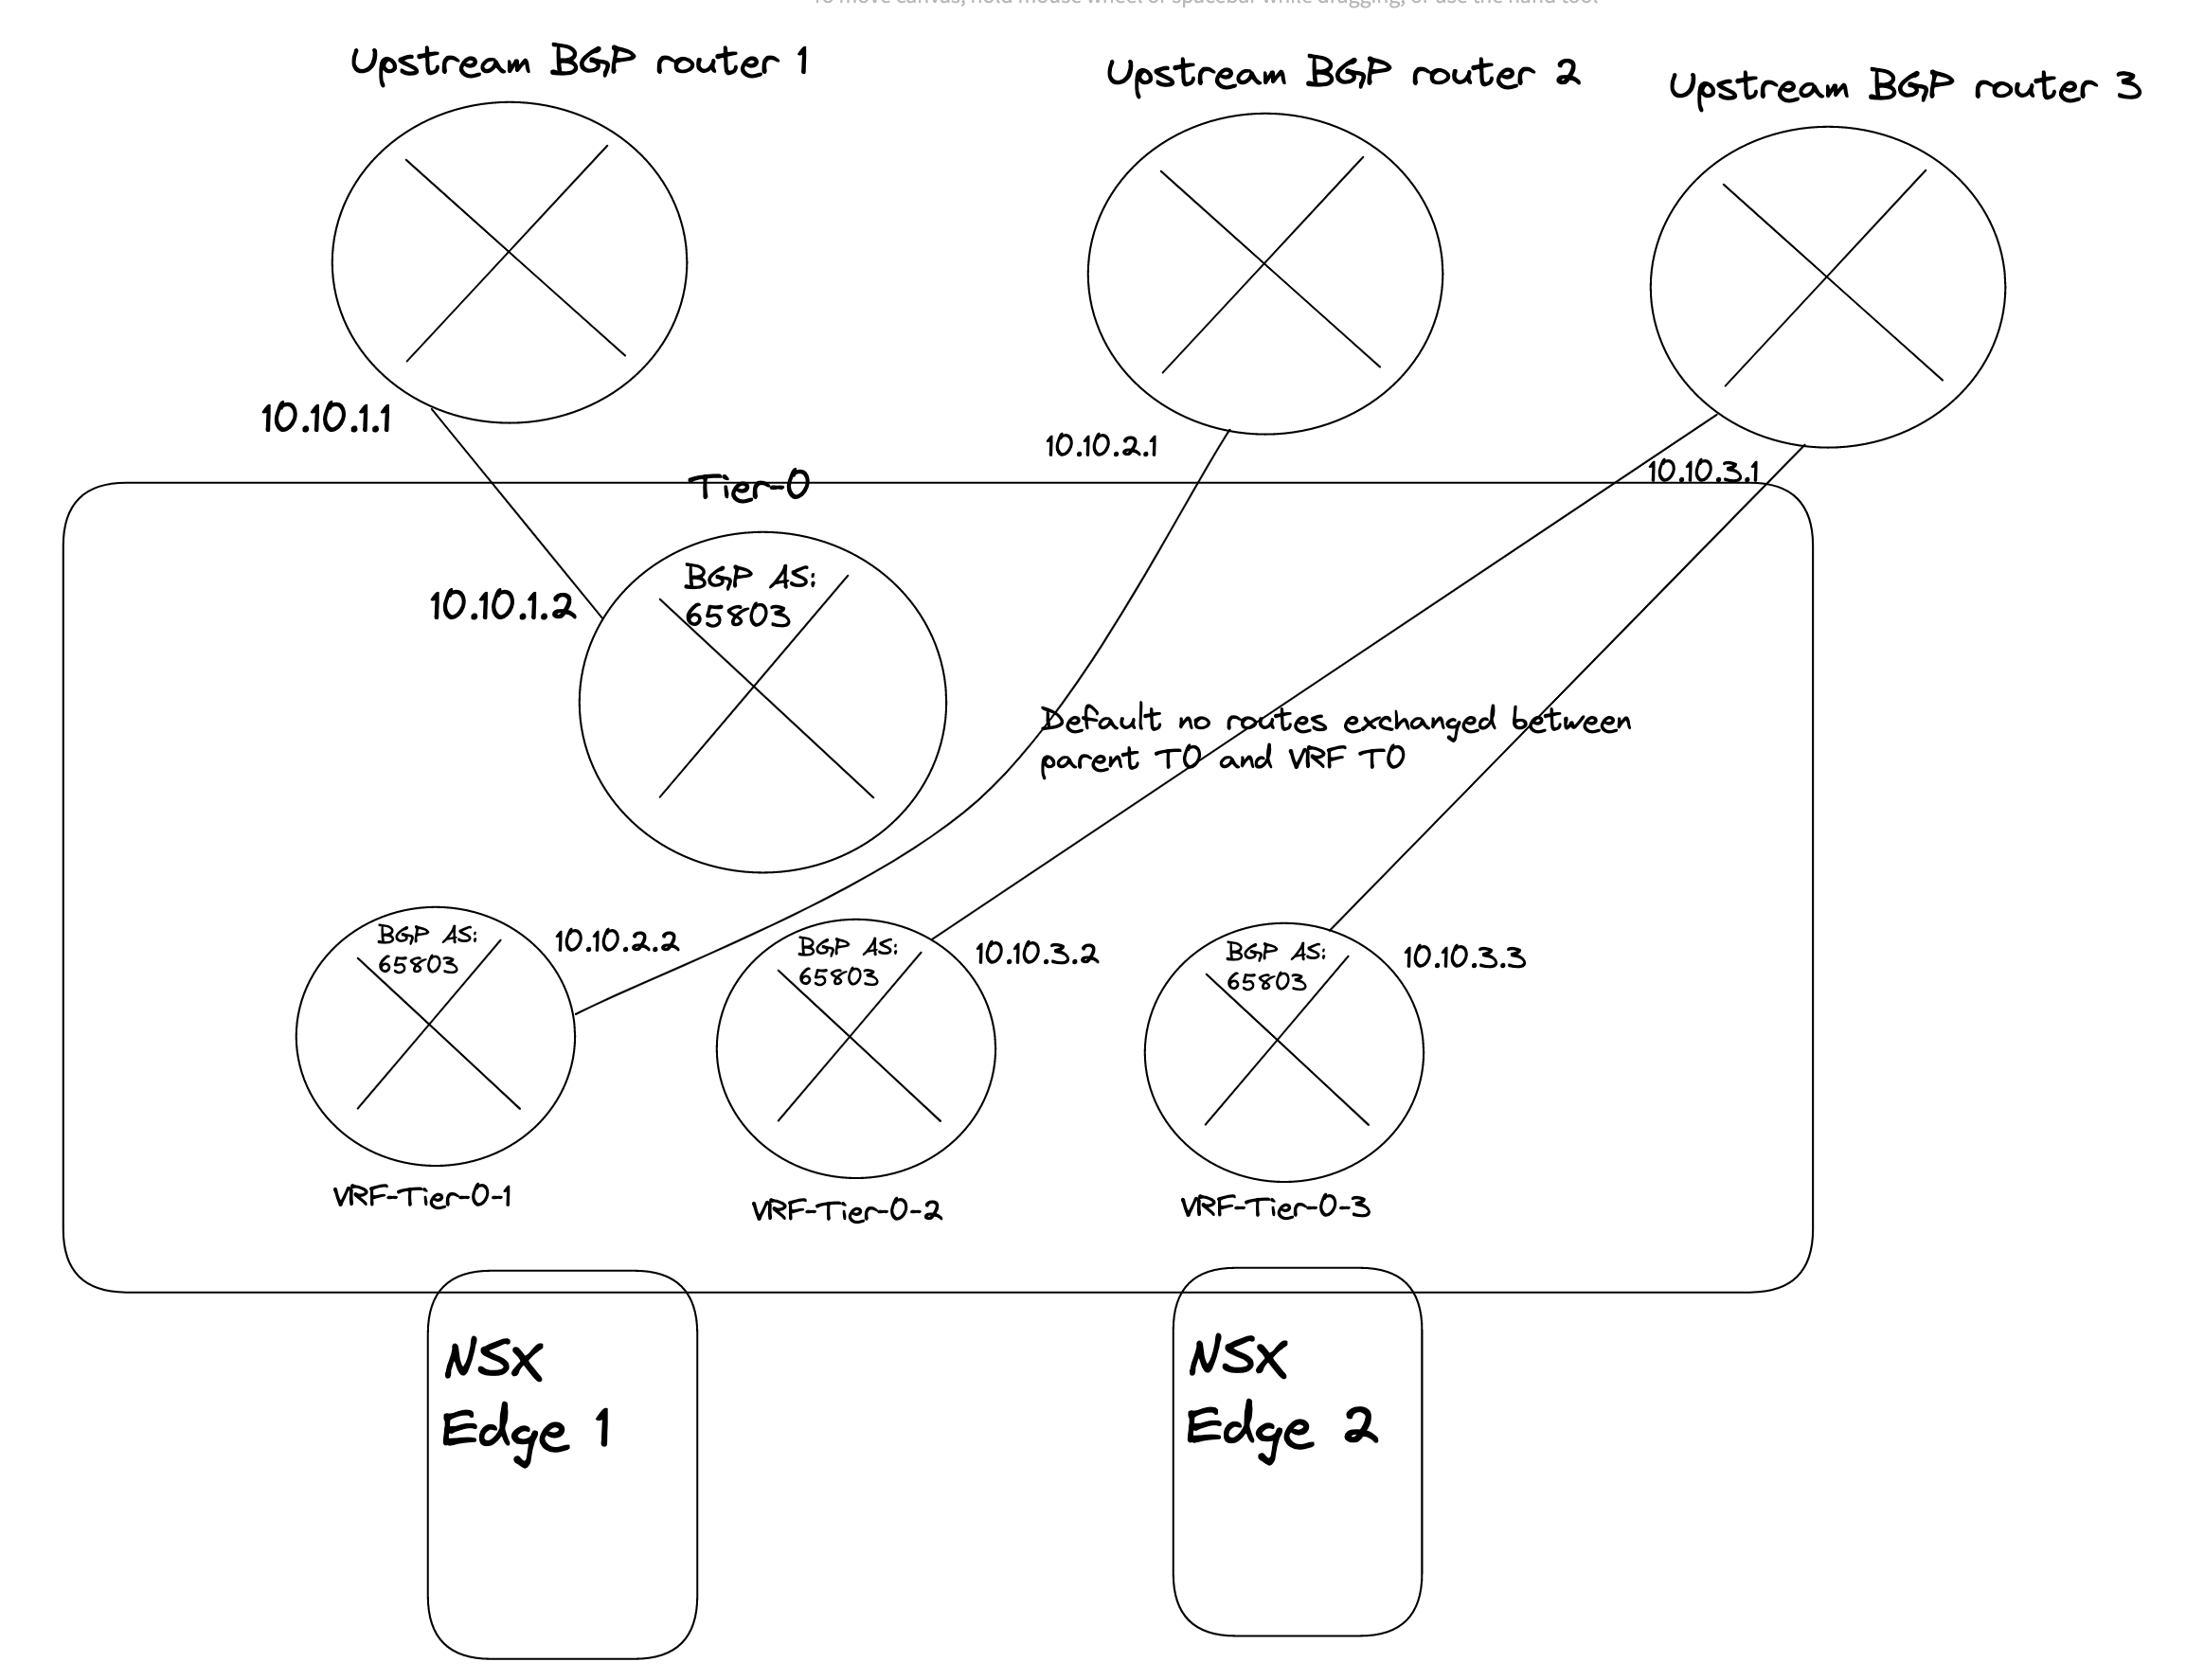 To move canvas, hold mouse wheel or spacebar while dragging, or use the hand tool
Upstream BGP router 1
Upstream BGP router 2
Upstream BGP router 3
10.10.1.1
10.10.2.1
10.10.3.1
Tier-0
BGP AS:
65803
10.10.1.2
Default no routes exchanged between
parent T0 and VRF T0
BGP AS:
65803
10.10.2.2
BGP AS:
65803
10.10.3.2
BGP AS:
65803
10.10.3.3
VRF-Tier-0-1
VRF-Tier-0-2
VRF-Tier-0-3
NSX
Edge 1
NSX
Edge 2